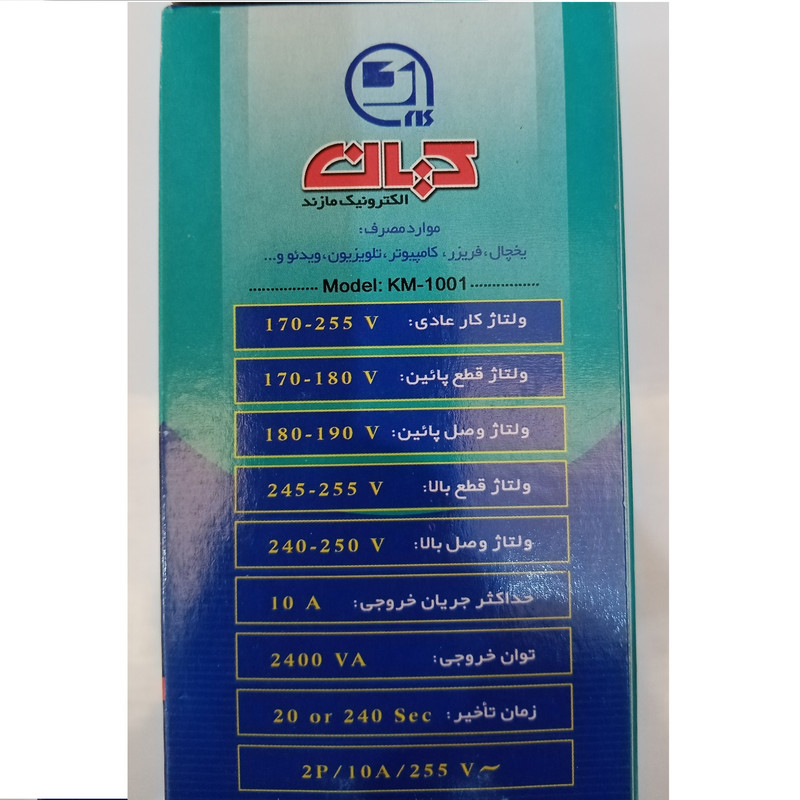 کیان
الکترونیک مازند
موارد مصرف:
یخچال، فریزر، کامپیوتر، تلویزیون، ویدئو و...
Model: KM-1001
ولتاژ کار عادی: 170-255 V
ولتاژ قطع پائین: 170-180 V
ولتاژ وصل پائین: 180-190 V
ولتاژ قطع بالا: 245-255 V
ولتاژ وصل بالا: 240-250 V
حداکثر جریان خروجی: 10 A
توان خروجی: 2400 VA
زمان تأخیر: 20 or 240 Sec
2P/10A/255 V~